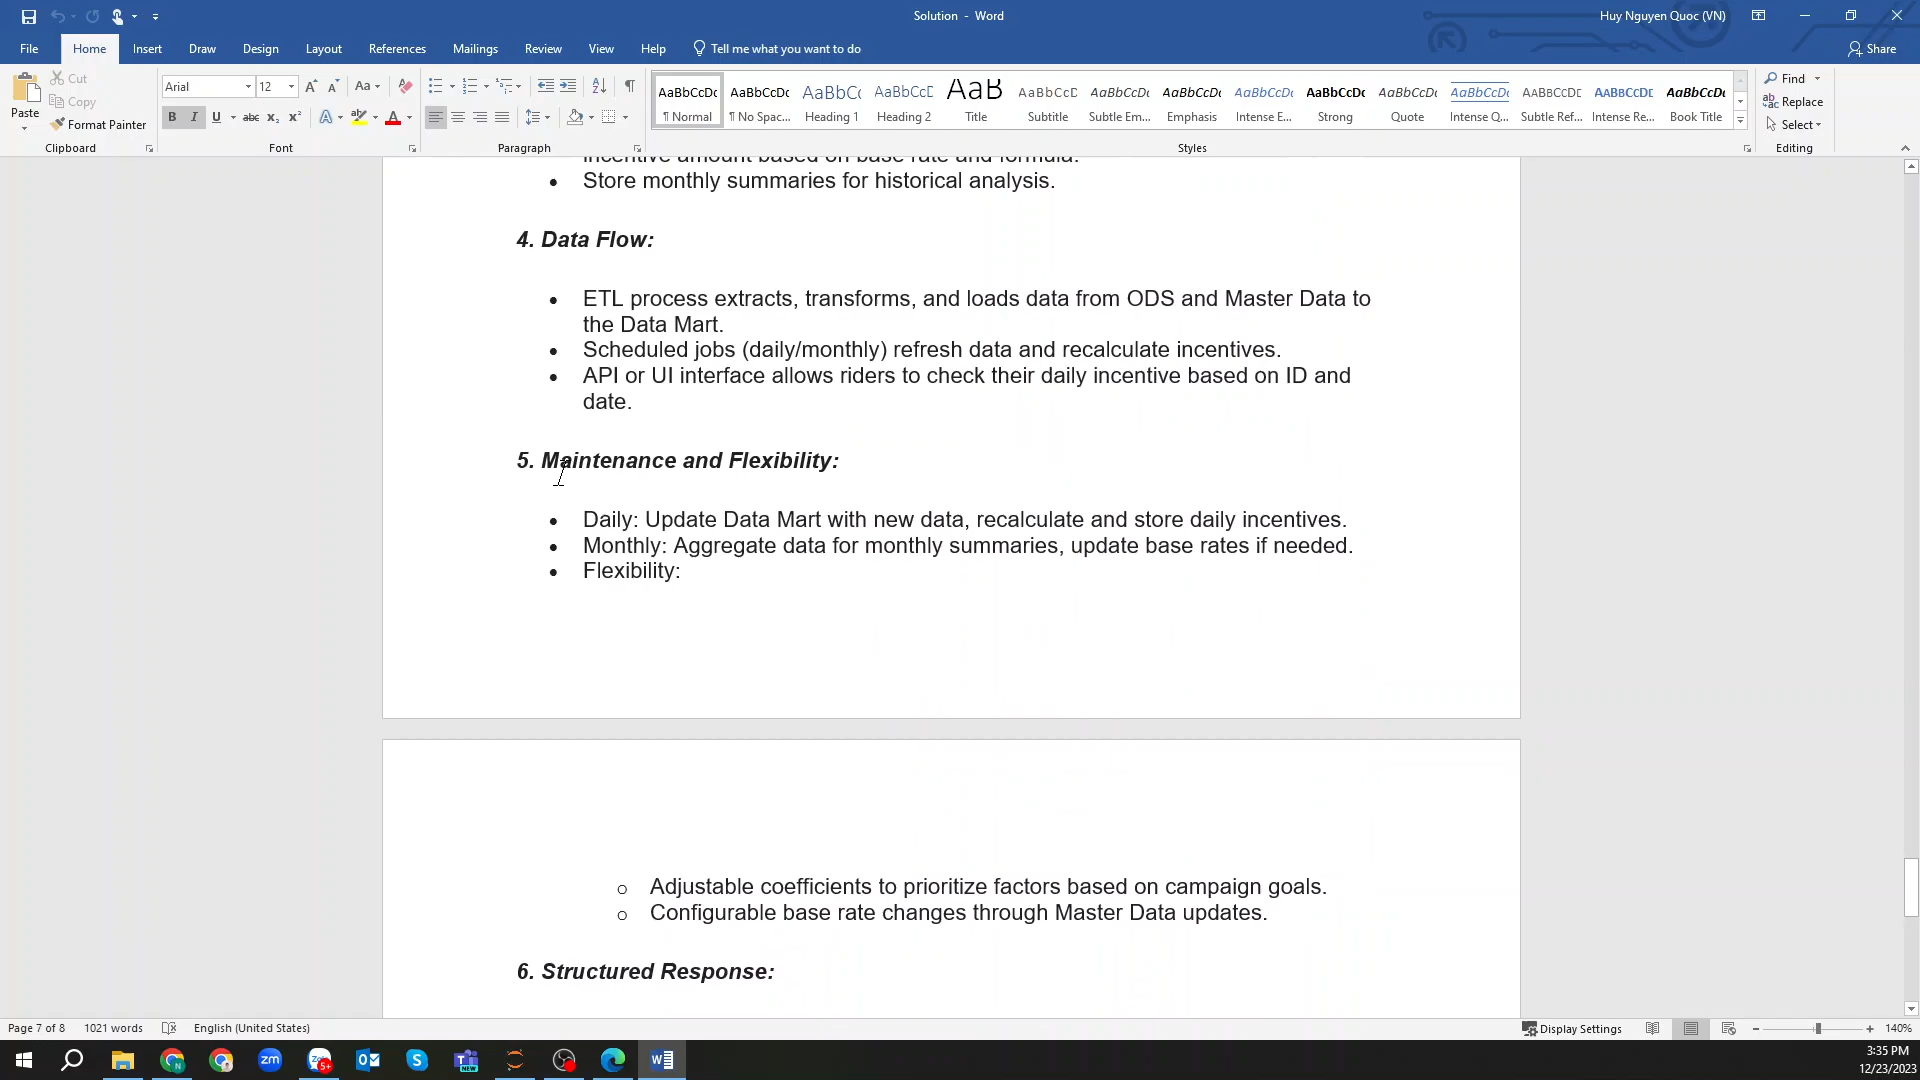 Solution - Word
Huy Nguyen Quoc (VN)
File Home Insert Draw Design Layout References Mailings Review View Help Tell me what you want to do
Share
Paste
Cut
Copy
Format Painter
Clipboard
Arial 12
Font
Paragraph
AaBbCcDc AaBbCcDc AaBbC( AaBbCcD AaB AaBbCcD AaBbCcDc AaBbCcDc AaBbCcDc AaBbCcDc AaBbCcDc AaBbCcDc AABBCCDE AABBCCDE AaBbCcDc
¶ Normal ¶ No Spac... Heading 1 Heading 2 Title Subtitle Subtle Em... Emphasis Intense E... Strong Quote Intense Q... Subtle Ref... Intense Re... Book Title
Styles
Find
Replace
Select
Editing
incentive amount based on base rate and formula.
• Store monthly summaries for historical analysis.
4. Data Flow:
• ETL process extracts, transforms, and loads data from ODS and Master Data to
the Data Mart.
• Scheduled jobs (daily/monthly) refresh data and recalculate incentives.
• API or UI interface allows riders to check their daily incentive based on ID and
date.
5. Maintenance and Flexibility:
• Daily: Update Data Mart with new data, recalculate and store daily incentives.
• Monthly: Aggregate data for monthly summaries, update base rates if needed.
• Flexibility:
o Adjustable coefficients to prioritize factors based on campaign goals.
o Configurable base rate changes through Master Data updates.
6. Structured Response:
Page 7 of 8 1021 words English (United States)
Display Settings
140%
3:35 PM
12/23/2023